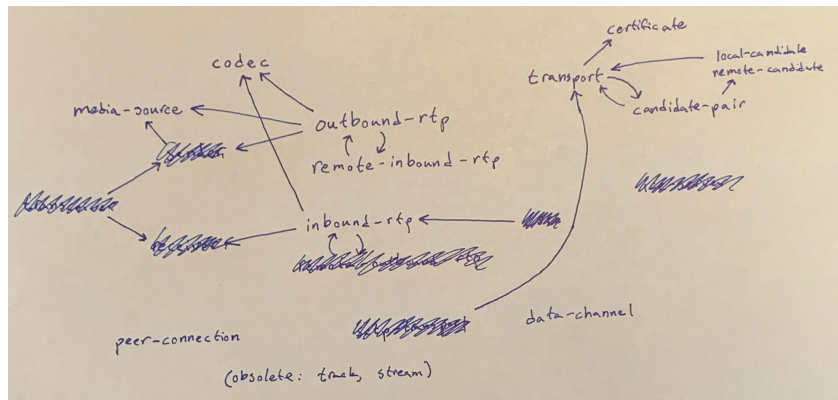 certificate
codec
local-candidate
remote-candidate
transport
media-source
candidate-pair
outbound-rtp
remote-inbound-rtp
inbound-rtp
data-channel
peer-connection
(obsolete: track, stream)